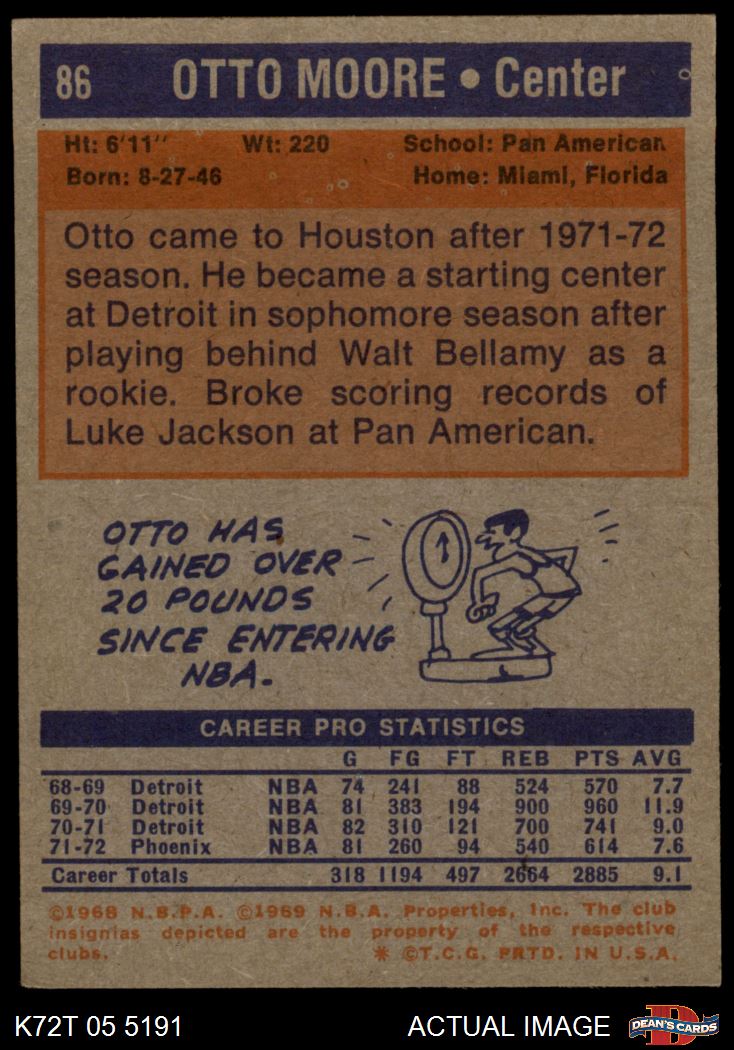 86 OTTO MOORE • Center
Ht: 6'11" Wt: 220 School: Pan American
Born: 8-27-46 Home: Miami, Florida
Otto came to Houston after 1971-72
season. He became a starting center
at Detroit in sophomore season after
playing behind Walt Bellamy as a
rookie. Broke scoring records of
Luke Jackson at Pan American.
OTTO HAS
GAINED OVER
20 POUNDS
SINCE ENTERING
NBA.
CAREER PRO STATISTICS
G FG FT REB PTS AVG
68-69 Detroit NBA 74 241 88 524 570 7.7
69-70 Detroit NBA 81 383 194 900 960 11.9
70-71 Detroit NBA 82 310 121 700 741 9.0
71-72 Phoenix NBA 81 260 94 540 614 7.6
Career Totals 318 1194 497 2664 2885 9.1
©1968 N.B.P.A. ©1969 N.B.A. Properties, Inc. The club
insignias depicted are the property of the respective
clubs. * ©T.C.G. PRTD. IN U.S.A.
K72T 05 5191 ACTUAL IMAGE D DEAN'S CARDS